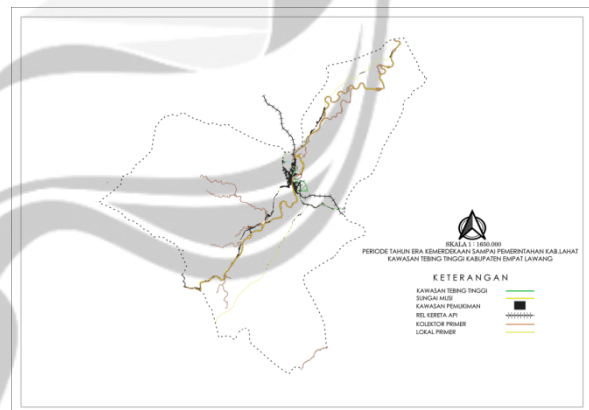 SKALA 1 : 1650.000
PERIODE TAHUN ERA KEMERDEKAAN SAMPAI PEMERINTAHAN KAB.LAHAT
KAWASAN TEBING TINGGI KABUPATEN EMPAT LAWANG
KETERANGAN
KAWASAN TEBING TINGGI
SUNGAI MUSI
KAWASAN PEMUKIMAN
REL KERETA API
KOLEKTOR PRIMER
LOKAL PRIMER